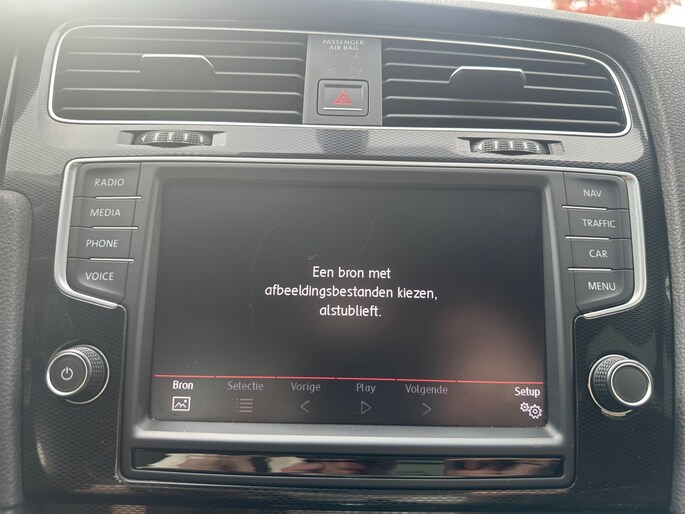 PASSENGER
AIR BAG
RADIO
MEDIA
PHONE
VOICE
NAV
TRAFFIC
CAR
MENU
Een bron met
afbeeldingsbestanden kiezen,
alstublieft.
Bron
Selectie
Vorige
Play
Volgende
Setup